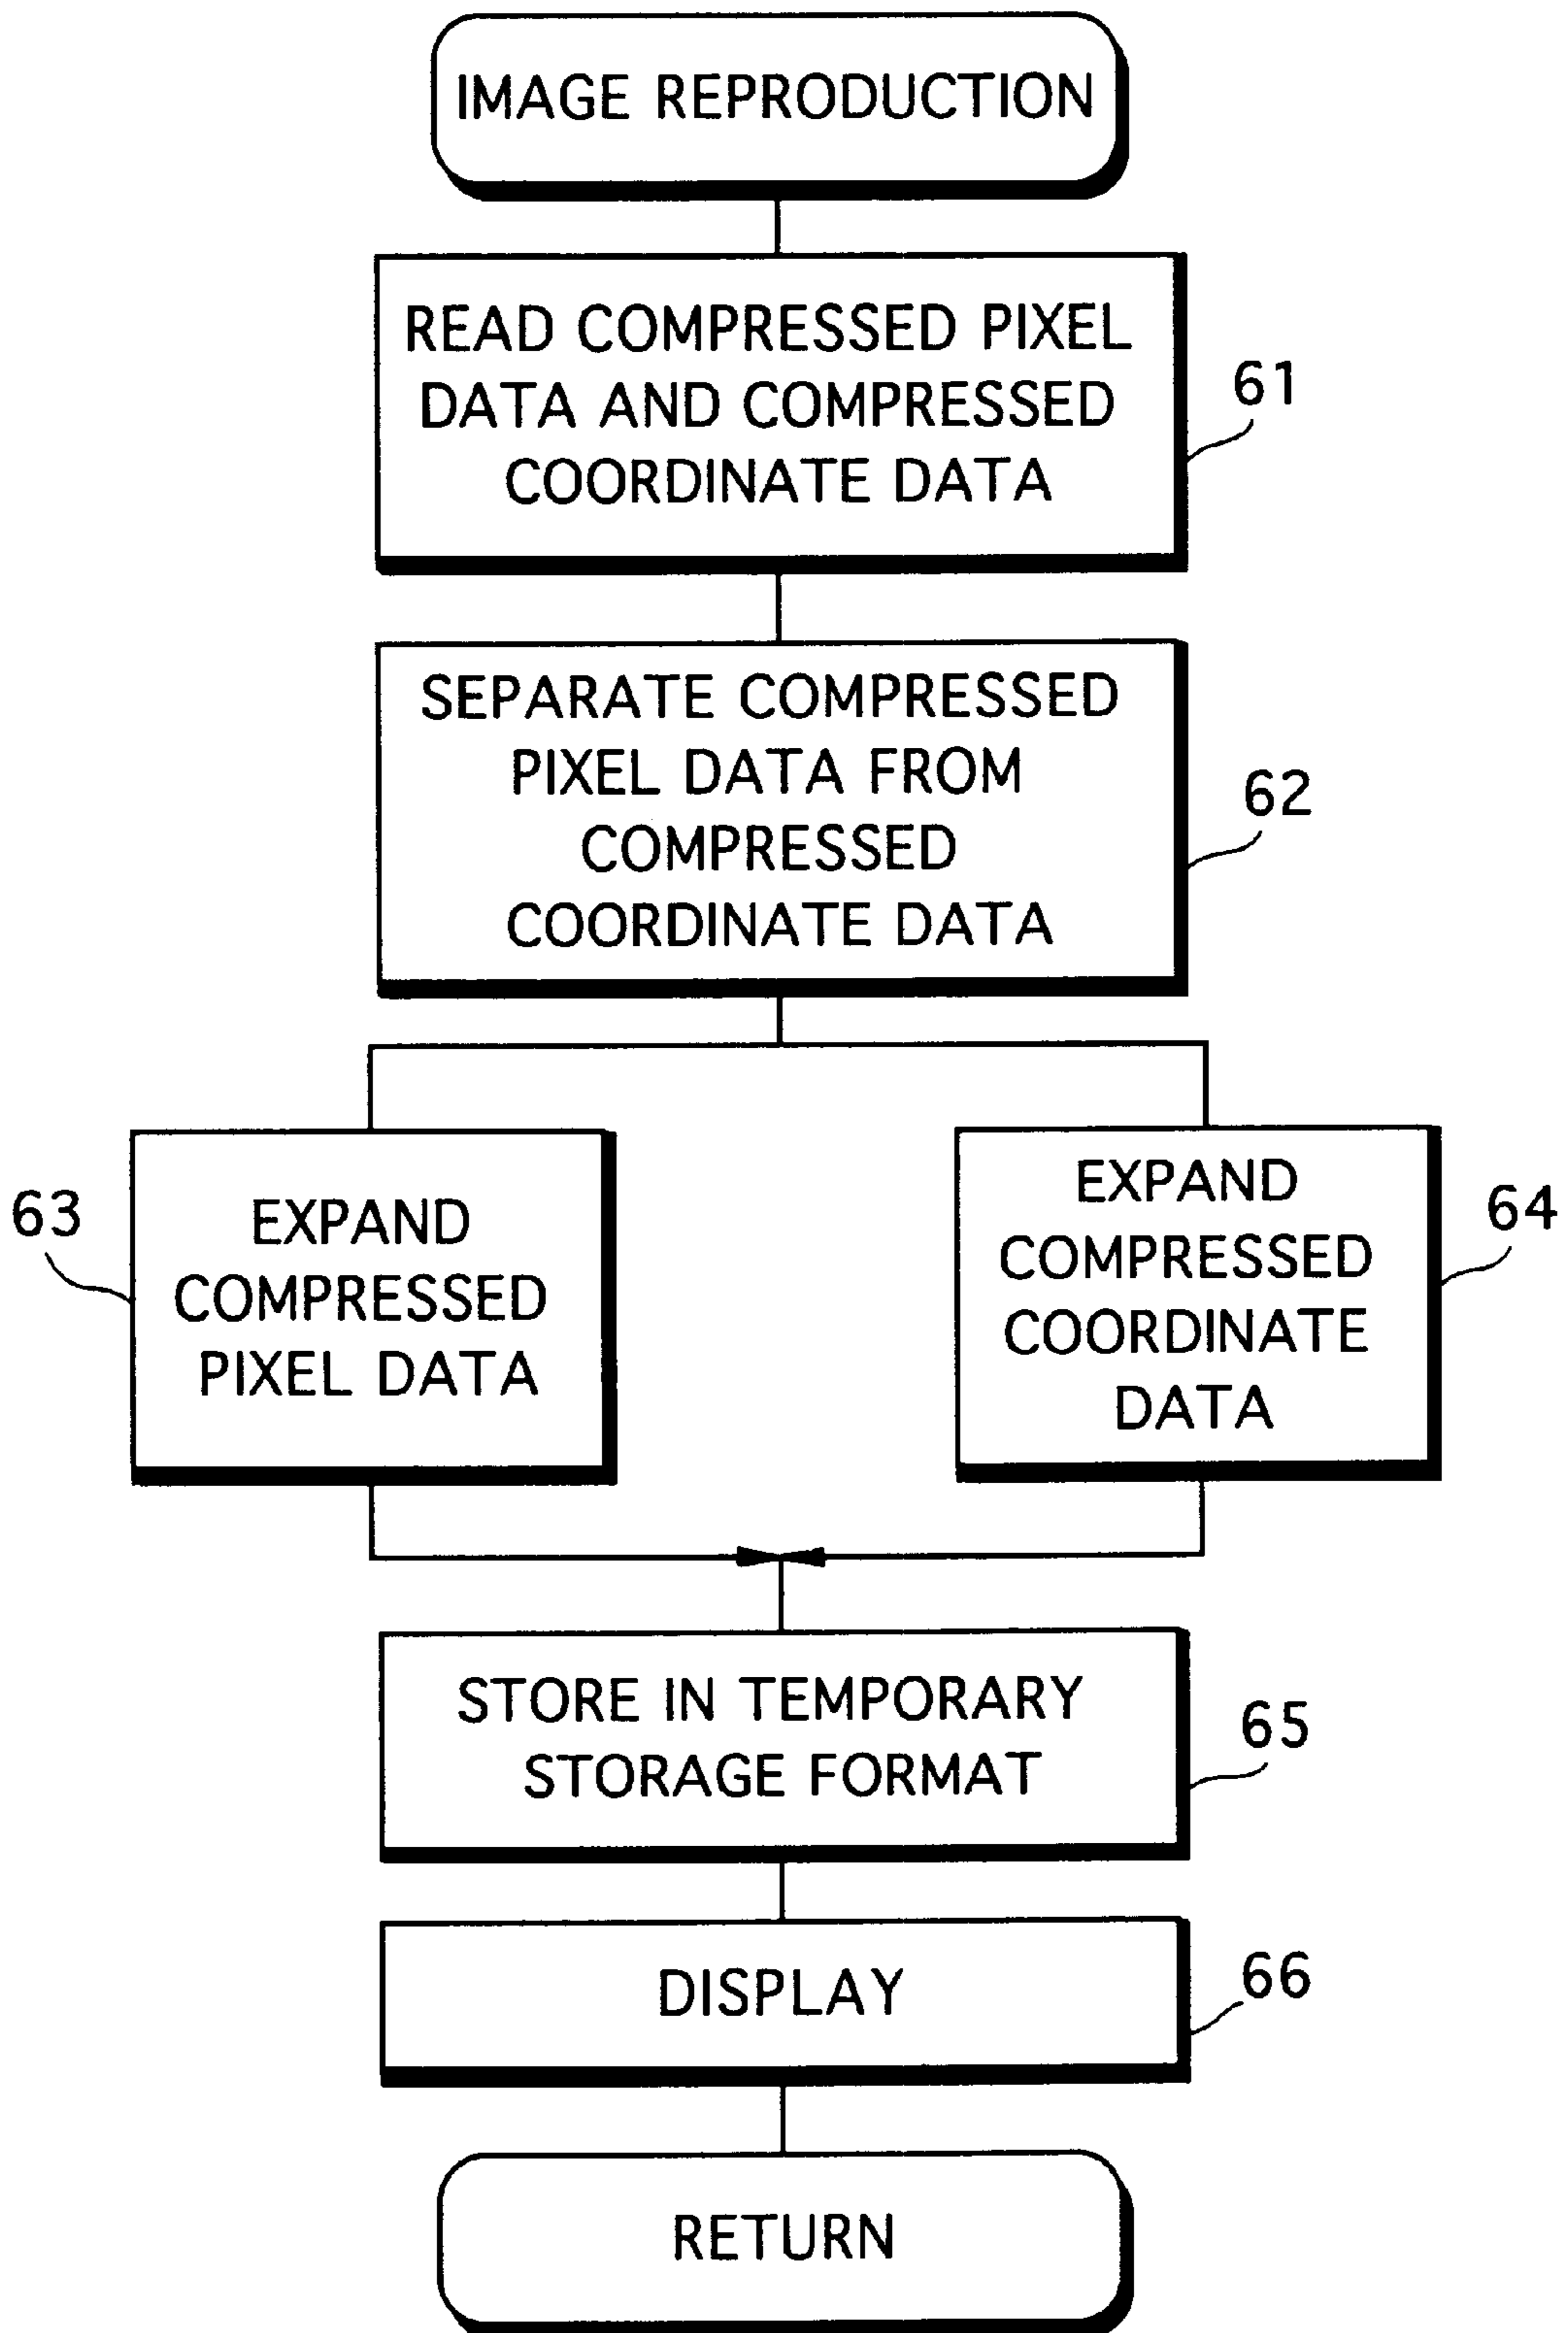 IMAGE REPRODUCTION
READ COMPRESSED PIXEL
DATA AND COMPRESSED
COORDINATE DATA
61
SEPARATE COMPRESSED
PIXEL DATA FROM
COMPRESSED
COORDINATE DATA
62
63
EXPAND
COMPRESSED
PIXEL DATA
EXPAND
COMPRESSED
COORDINATE
DATA
64
STORE IN TEMPORARY
STORAGE FORMAT
65
DISPLAY
66
RETURN